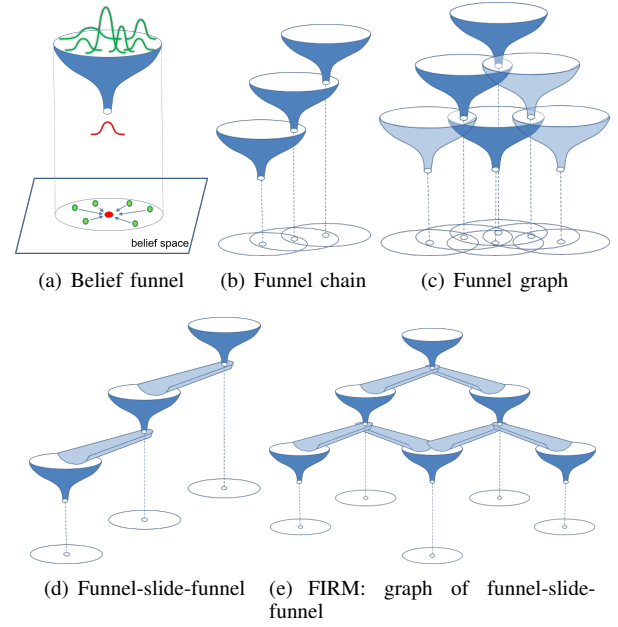 belief space
(a) Belief funnel
(b) Funnel chain
(c) Funnel graph
(d) Funnel-slide-funnel
(e) FIRM: graph of funnel-slide-
funnel